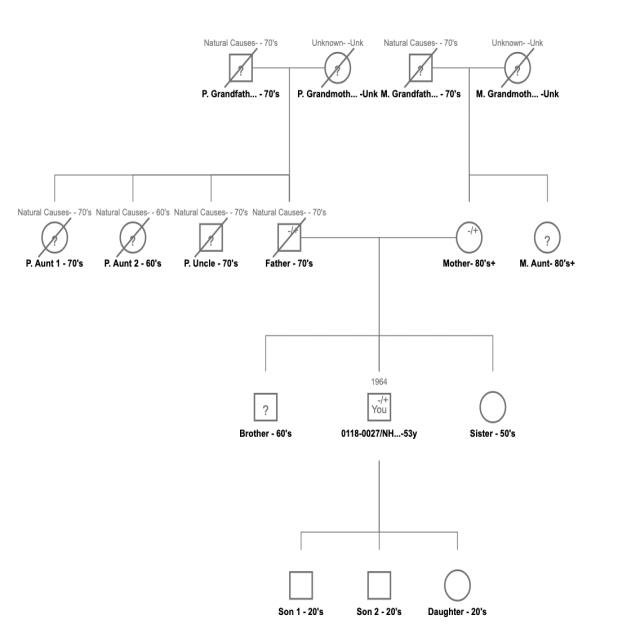 Natural Causes- - 70's
Unknown- -Unk
Natural Causes- - 70's
Unknown- -Unk
?
?
?
?
P. Grandfath... - 70's
P. Grandmoth... -Unk
M. Grandfath... - 70's
M. Grandmoth... -Unk
Natural Causes- - 70's
Natural Causes- - 60's
Natural Causes- - 70's
Natural Causes- - 70's
?
?
?
-/+
-/+
?
P. Aunt 1 - 70's
P. Aunt 2 - 60's
P. Uncle - 70's
Father - 70's
Mother- 80's+
M. Aunt- 80's+
1964
?
-/+
You
Brother - 60's
0118-0027/NH...-53y
Sister - 50's
Son 1 - 20's
Son 2 - 20's
Daughter - 20's